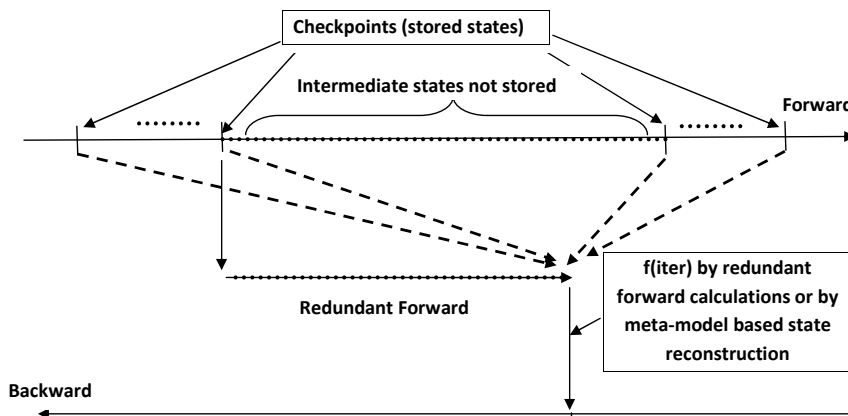 Checkpoints (stored states)
Intermediate states not stored
Forward
f(iter) by redundant
forward calculations or by
meta-model based state
reconstruction
Redundant Forward
Backward